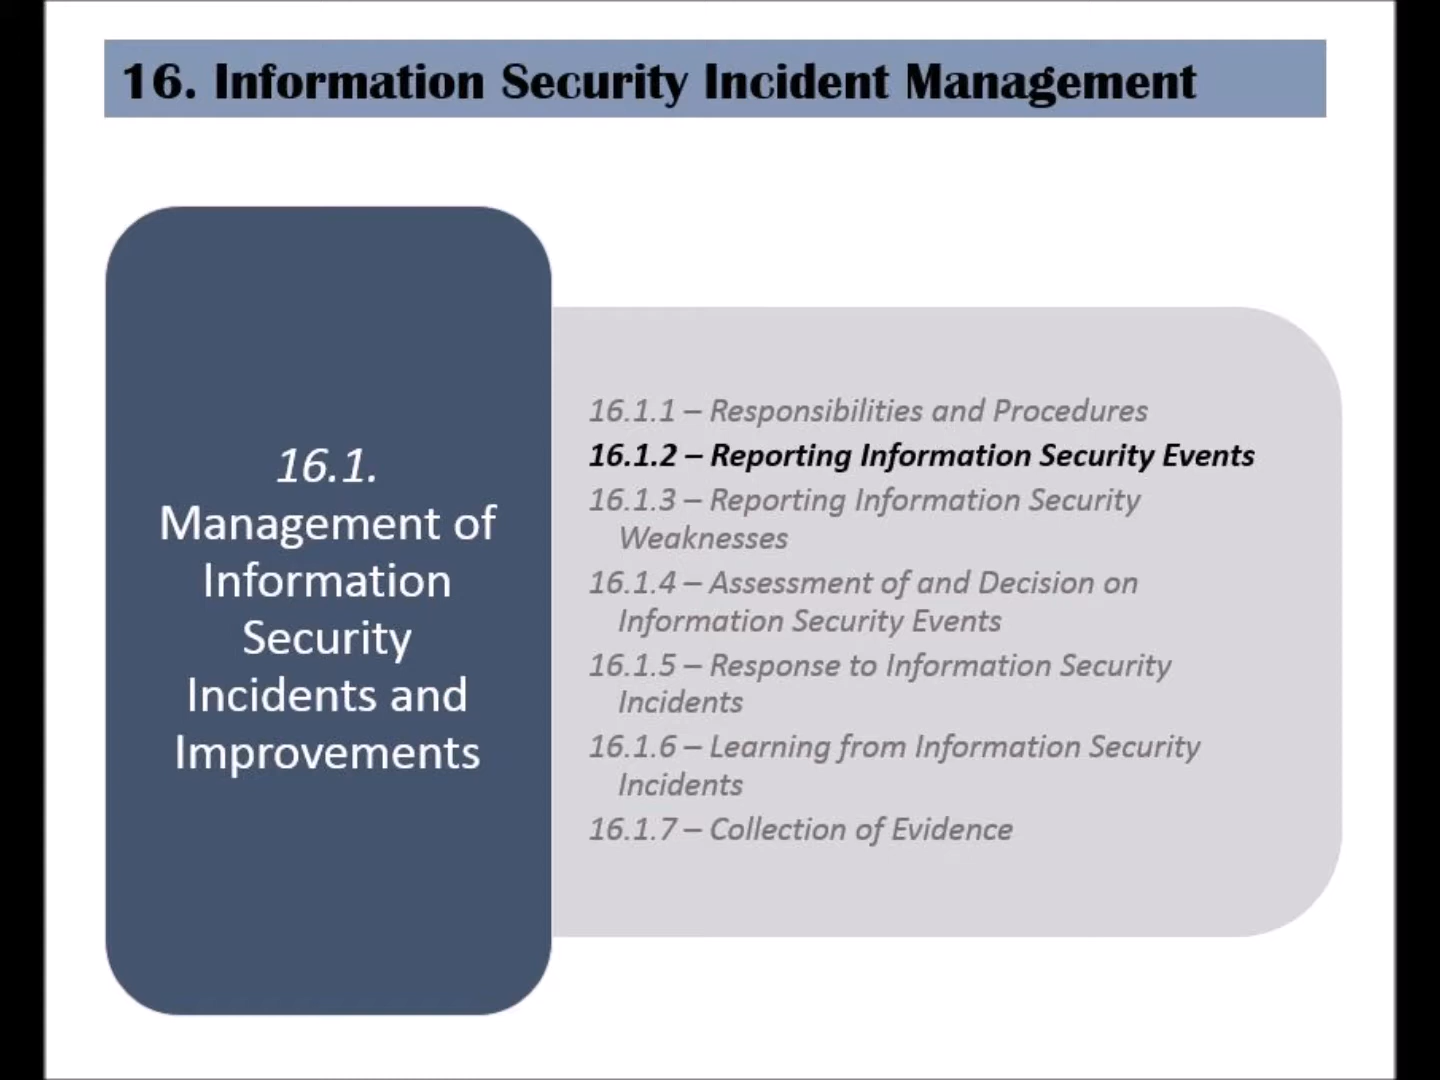 16. Information Security Incident Management
16.1.
Management of
Information
Security
Incidents and
Improvements
16.1.1 – Responsibilities and Procedures
16.1.2 – Reporting Information Security Events
16.1.3 – Reporting Information Security
Weaknesses
16.1.4 – Assessment of and Decision on
Information Security Events
16.1.5 – Response to Information Security
Incidents
16.1.6 – Learning from Information Security
Incidents
16.1.7 – Collection of Evidence